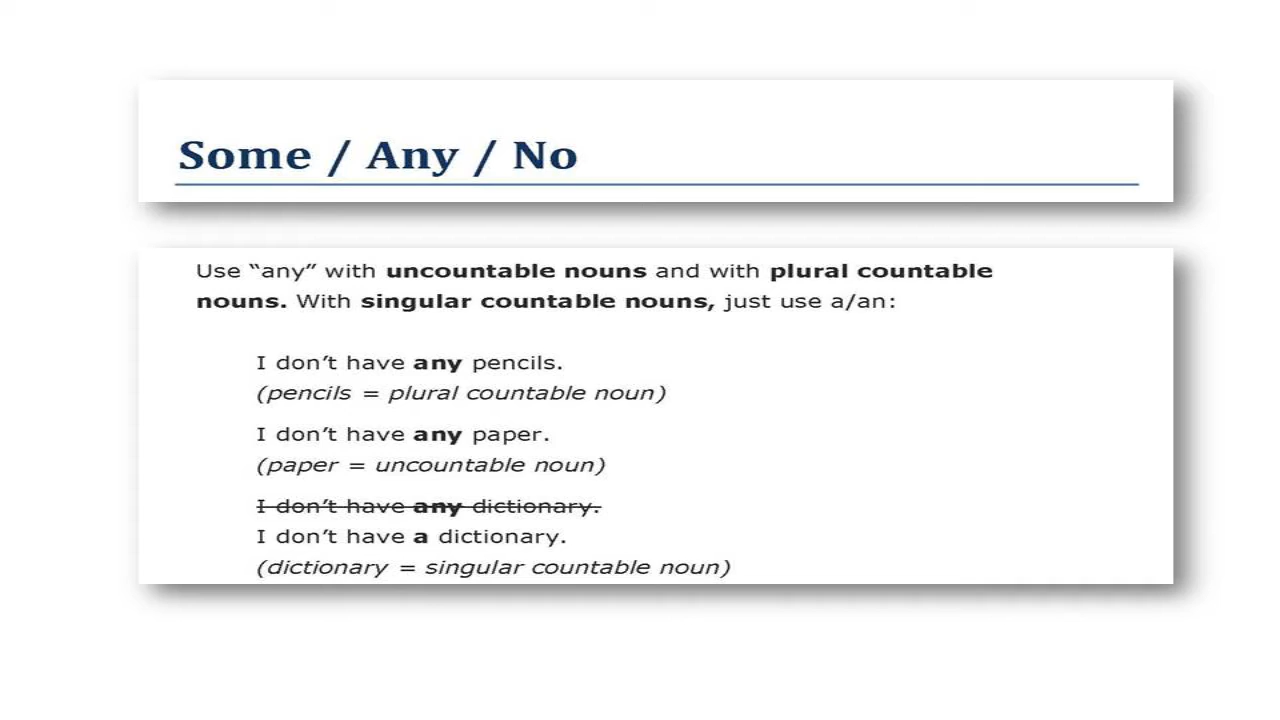 Some / Any / No
Use “any” with uncountable nouns and with plural countable
nouns. With singular countable nouns, just use a/an:
I don’t have any pencils.
(pencils = plural countable noun)
I don’t have any paper.
(paper = uncountable noun)
I don’t have any dictionary.
I don’t have a dictionary.
(dictionary = singular countable noun)